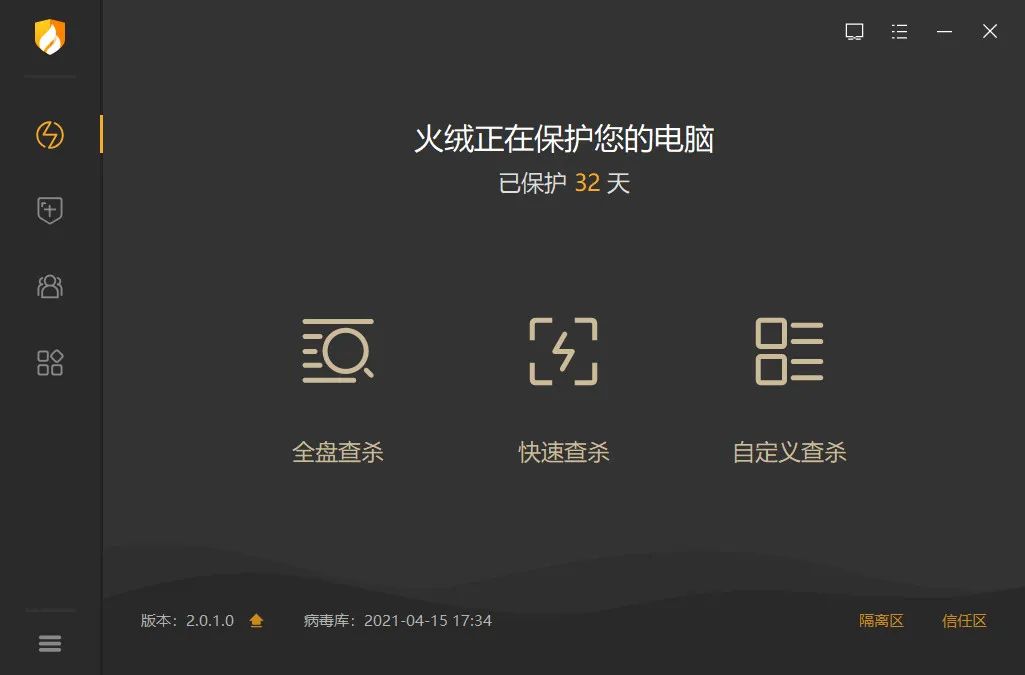 火绒正在保护您的电脑
已保护 32 天
全盘查杀 快速查杀 自定义查杀
版本：2.0.1.0 病毒库：2021-04-15 17:34 隔离区 信任区